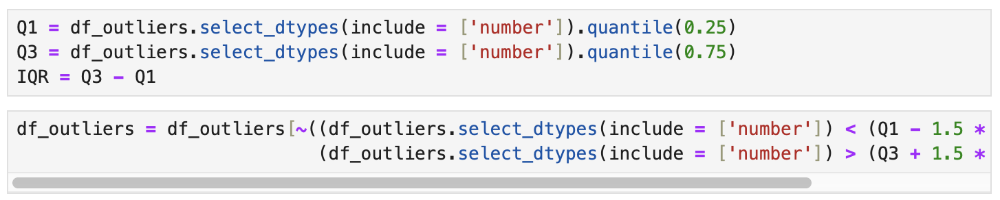 Q1 = df_outliers.select_dtypes(include = ['number']).quantile(0.25)
Q3 = df_outliers.select_dtypes(include = ['number']).quantile(0.75)
IQR = Q3 - Q1
df_outliers = df_outliers[~((df_outliers.select_dtypes(include = ['number']) < (Q1 - 1.5 *
(df_outliers.select_dtypes(include = ['number']) > (Q3 + 1.5 *